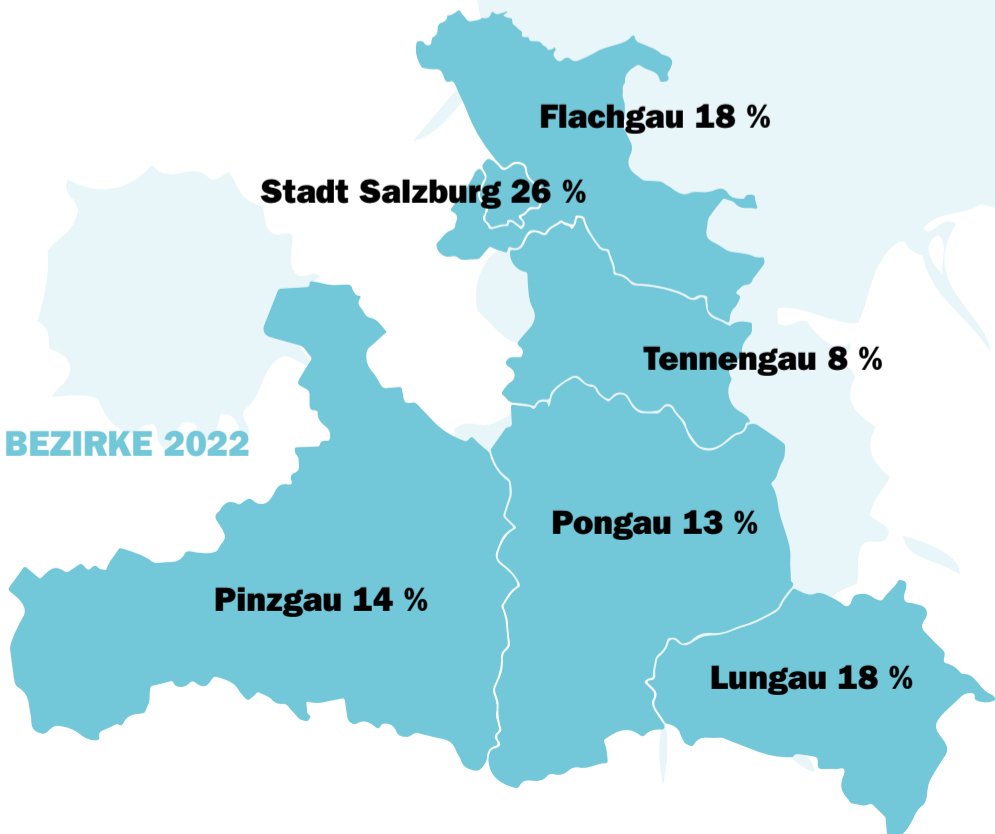 Flachgau 18 %
Stadt Salzburg 26 %
Tennengau 8 %
BEZIRKE 2022
Pongau 13 %
Pinzgau 14 %
Lungau 18 %